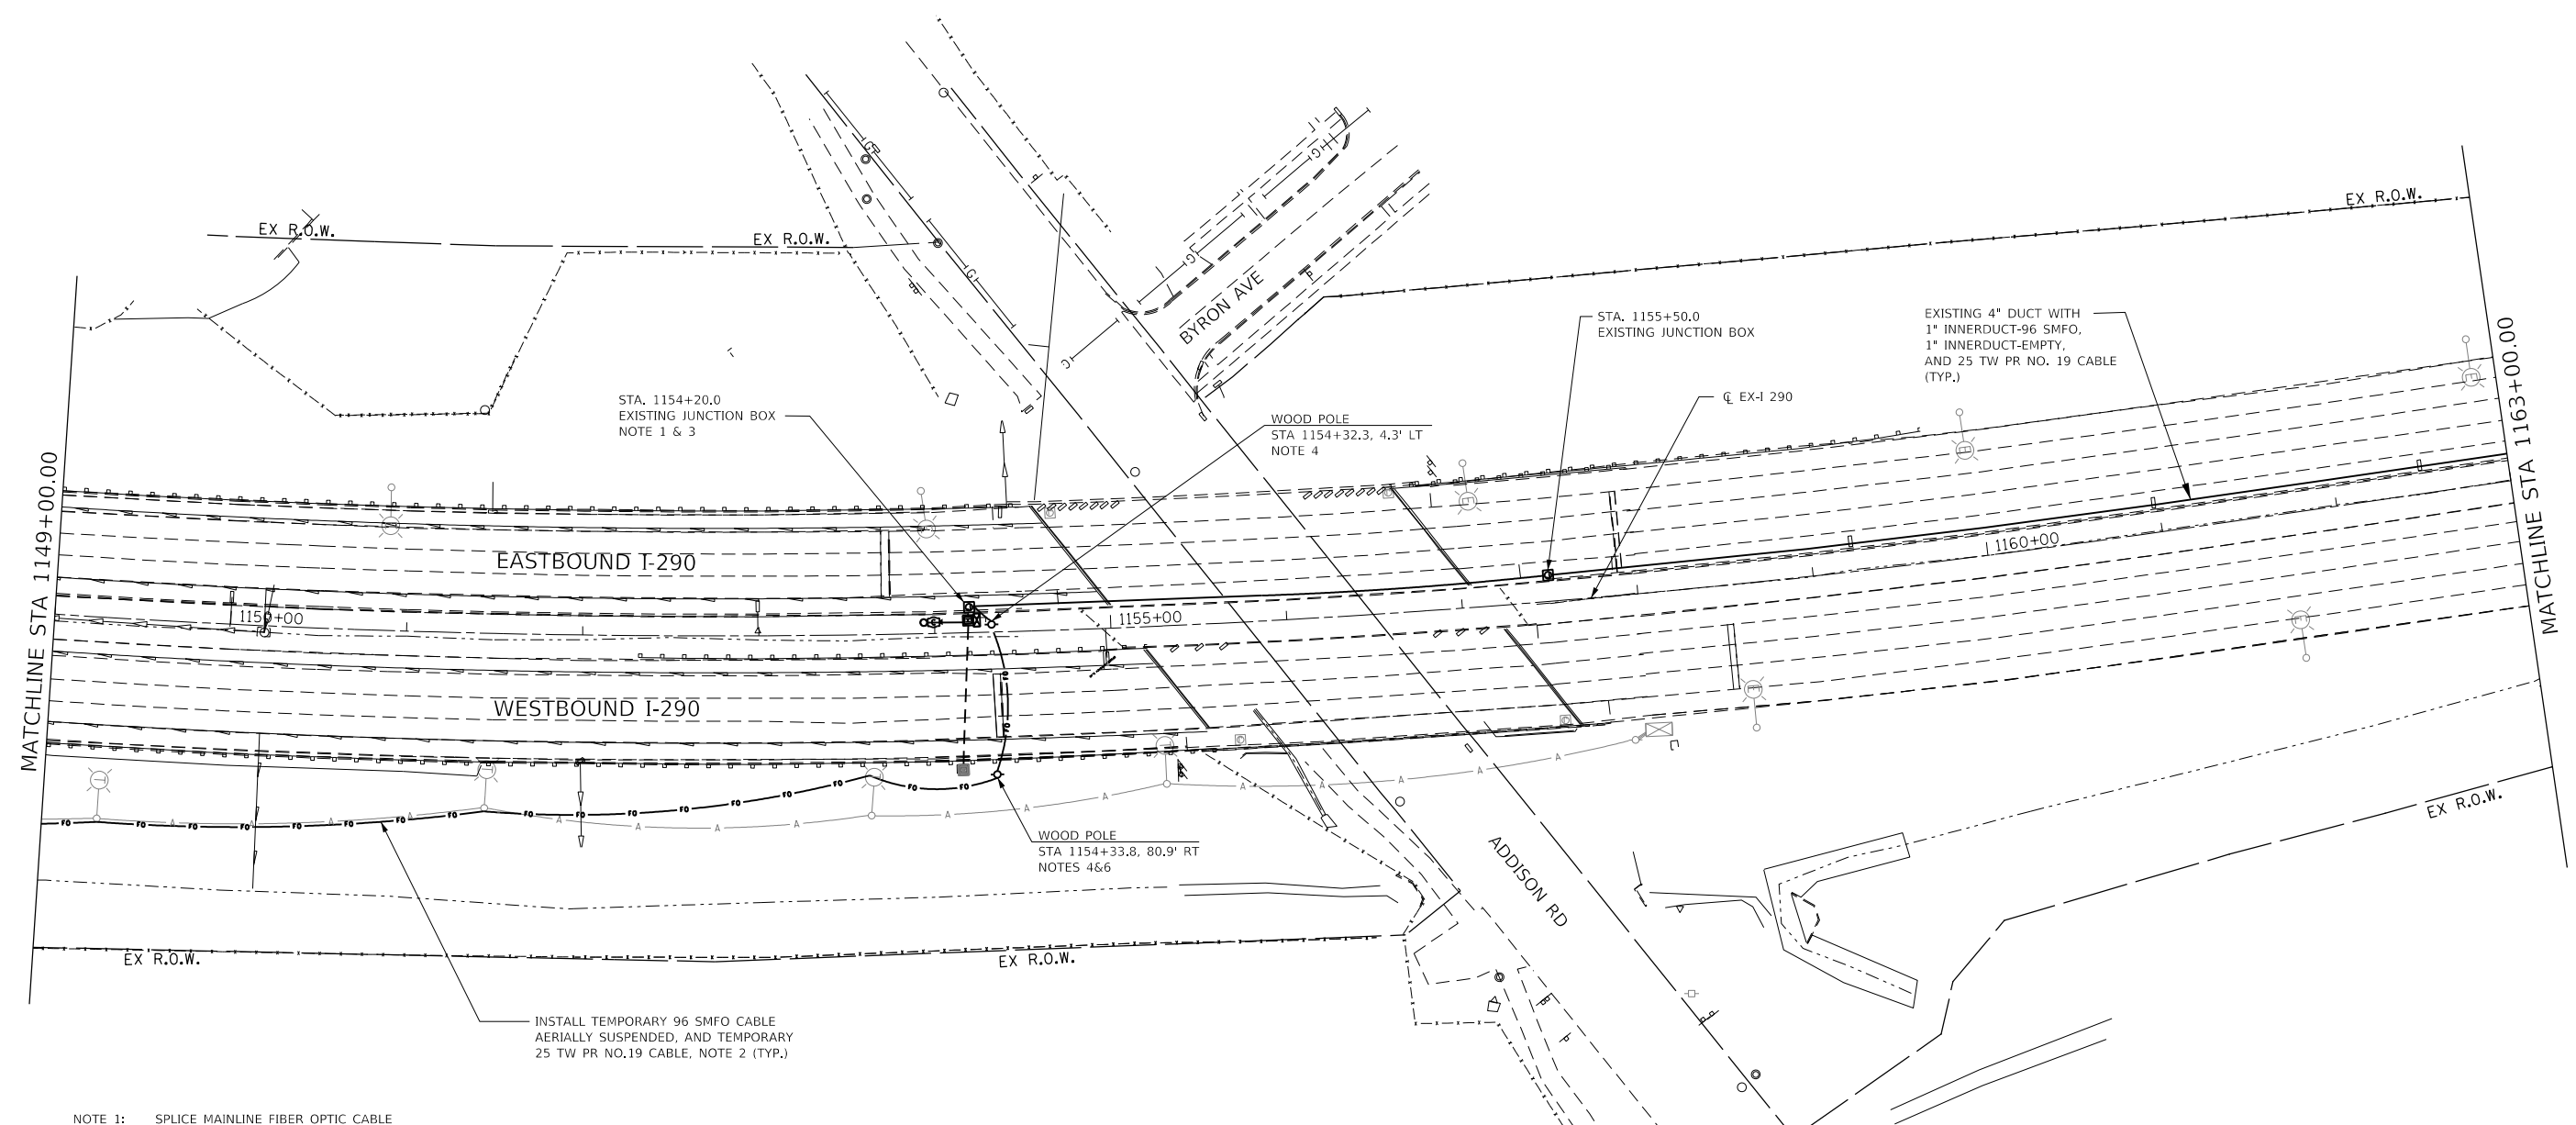 EX R.O.W.
EX R.O.W.
EX R.O.W.
BYRON AVE
STA. 1155+50.0
EXISTING JUNCTION BOX
EXISTING 4" DUCT WITH
1" INNERDUCT-96 SMFO,
1" INNERDUCT-EMPTY,
AND 25 TW PR NO. 19 CABLE
(TYP.)
STA. 1154+20.0
EXISTING JUNCTION BOX
NOTE 1 & 3
WOOD POLE
STA 1154+32.3, 4.3' LT
NOTE 4
℄ EX-I 290
MATCHLINE STA 1149+00.00
MATCHLINE STA 1163+00.00
EASTBOUND I-290
1150+00
1155+00
1160+00
WESTBOUND I-290
WOOD POLE
STA 1154+33.8, 80.9' RT
NOTES 4&6
ADDISON RD
EX R.O.W.
EX R.O.W.
EX R.O.W.
INSTALL TEMPORARY 96 SMFO CABLE
AERIALLY SUSPENDED, AND TEMPORARY
25 TW PR NO.19 CABLE, NOTE 2 (TYP.)
NOTE 1: SPLICE MAINLINE FIBER OPTIC CABLE